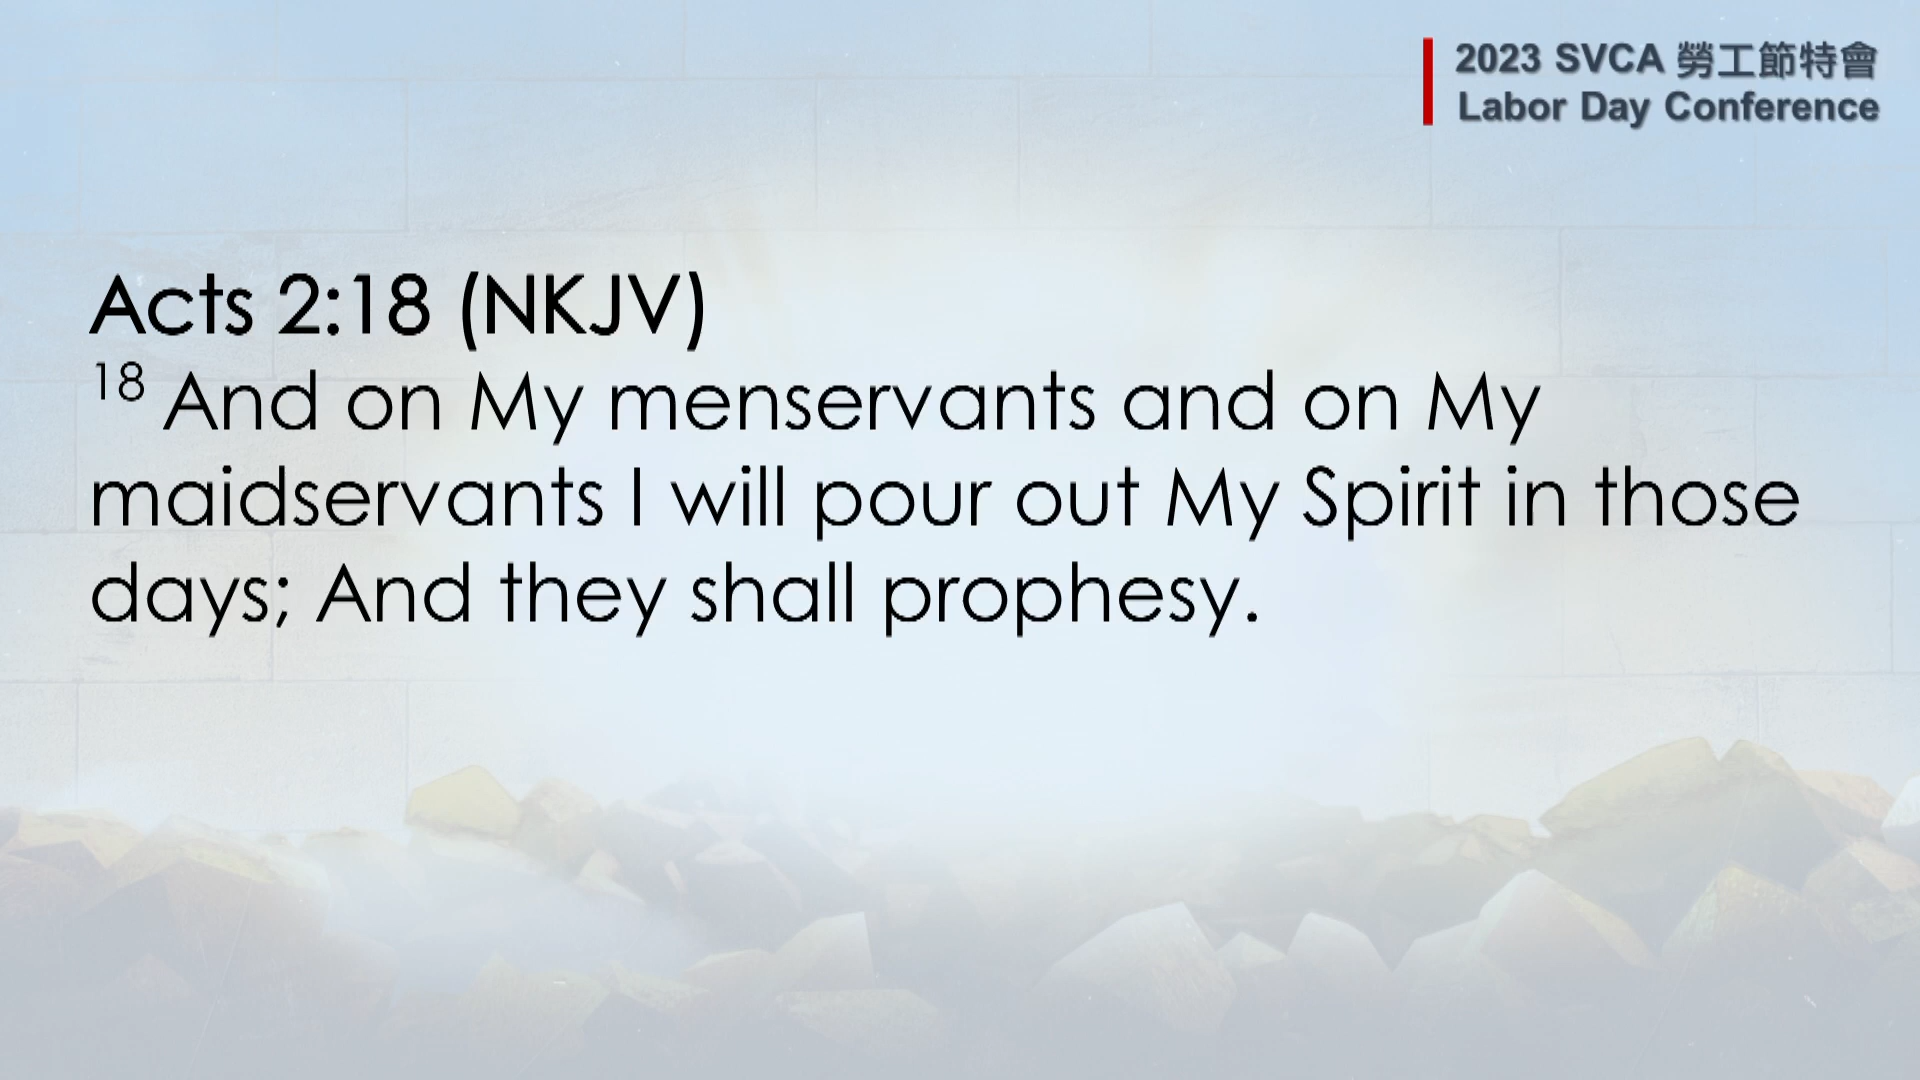 2023 SVCA 勞工節特會
Labor Day Conference
Acts 2:18 (NKJV)
18 And on My menservants and on My
maidservants I will pour out My Spirit in those
days; And they shall prophesy.